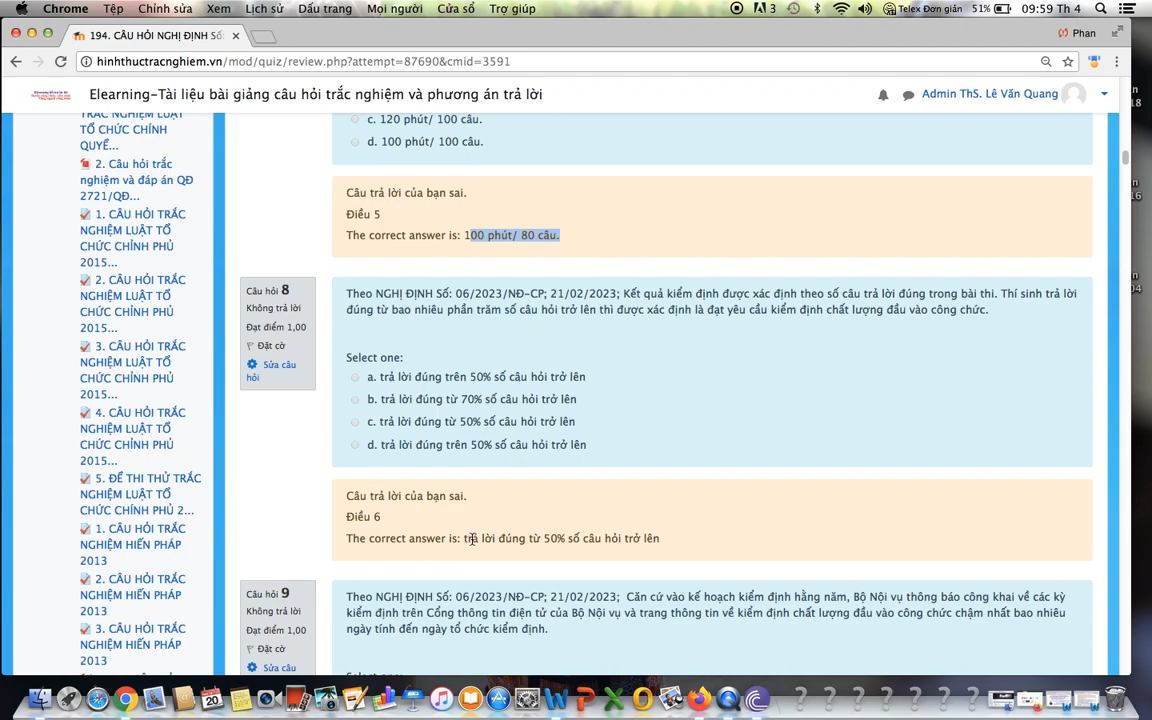 Chrome Tệp Chỉnh sửa Xem Lịch sử Dấu trang Mọi người Cửa sổ Trợ giúp
3 Telex Đơn giản 51% 09:59 Th 4
194. CÂU HỎI NGHỊ ĐỊNH SỐ:
Phan
hinhthuctracnghiem.vn/mod/quiz/review.php?attempt=87690&cmid=3591
Elearning-Tài liệu bài giảng câu hỏi trắc nghiệm và phương án trả lời
Admin ThS. Lê Văn Quang
TRẮC NGHIỆM LUẬT
TỔ CHỨC CHÍNH
QUYỀ...
2. Câu hỏi trắc
nghiệm và đáp án QĐ
2721/QĐ...
1. CÂU HỎI TRẮC
NGHIỆM LUẬT TỔ
CHỨC CHÍNH PHỦ
2015...
2. CÂU HỎI TRẮC
NGHIỆM LUẬT TỔ
CHỨC CHÍNH PHỦ
2015...
3. CÂU HỎI TRẮC
NGHIỆM LUẬT TỔ
CHỨC CHỈNH PHỦ
2015...
4. CÂU HỎI TRẮC
NGHIỆM LUẬT TỔ
CHỨC CHÍNH PHỦ
2015...
5. ĐỂ THI THỬ TRẮC
NGHIỆM LUẬT TỔ
CHỨC CHÍNH PHỦ 2...
1. CÂU HỎI TRẮC
NGHIỆM HIẾN PHÁP
2013
2. CÂU HỎI TRẮC
NGHIỆM HIẾN PHÁP
2013
3. CÂU HỎI TRẮC
NGHIỆM HIẾN PHÁP
2013
c. 120 phút/ 100 câu.
d. 100 phút/ 80 câu.
Câu trả lời của bạn sai.
Điều 5
The correct answer is: 100 phút/ 80 câu.
Câu hỏi 8
Không trả lời
Đạt điểm 1,00
Đặt cờ
Sửa câu
hỏi
Theo NGHỊ ĐỊNH Số: 06/2023/NĐ-CP; 21/02/2023; Kết quả kiểm định được xác định theo số câu trả lời đúng trong bài thi. Thí sinh trả lời
đúng từ bao nhiêu phần trăm số câu hỏi trở lên thì được xác định là đạt yêu cầu kiểm định chất lượng đầu vào công chức.
Select one:
a. trả lời đúng trên 50% số câu hỏi trở lên
b. trả lời đúng từ 70% số câu hỏi trở lên
c. trả lời đúng từ 50% số câu hỏi trở lên
d. trả lời đúng trên 50% số câu hỏi trở lên
Câu trả lời của bạn sai.
Điều 6
The correct answer is: trả lời đúng từ 50% số câu hỏi trở lên
Câu hỏi 9
Không trả lời
Đạt điểm 1,00
Đặt cờ
Sửa câu
Theo NGHỊ ĐỊNH Số: 06/2023/NĐ-CP; 21/02/2023; Căn cứ vào kế hoạch kiểm định hằng năm, Bộ Nội vụ thông báo công khai về các kỳ
kiểm định trên Cổng thông tin điện tử của Bộ Nội vụ và trang thông tin về kiểm định chất lượng đầu vào công chức chậm nhất bao nhiêu
ngày tính đến ngày tổ chức kiểm định.